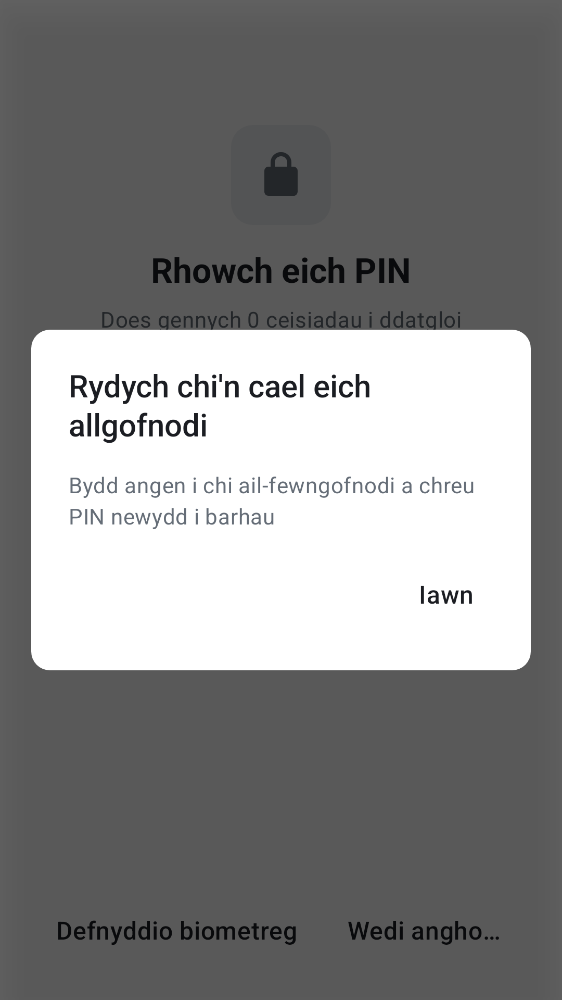 Rhowch eich PIN
Does gennych 0 ceisiadau i ddatgloi
Rydych chi'n cael eich
allgofnodi
Bydd angen i chi ail-fewngofnodi a chreu
PIN newydd i barhau
Iawn
Defnyddio biometreg
Wedi angho…